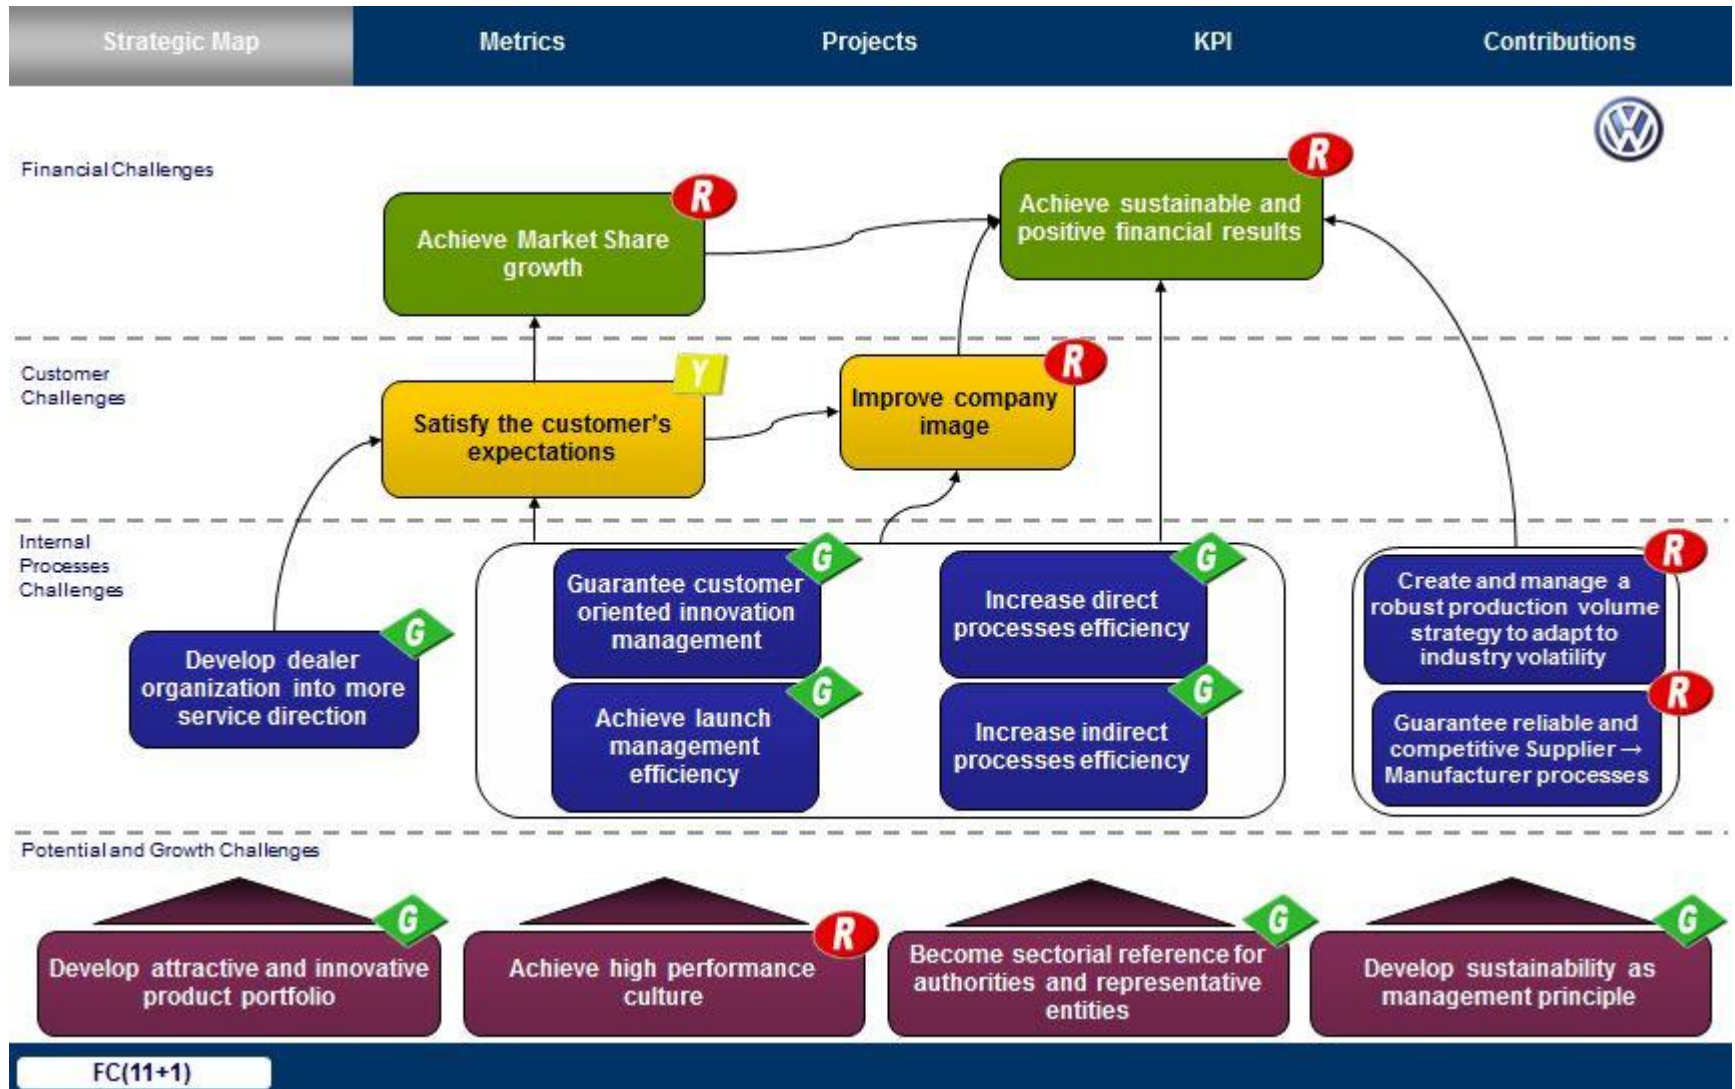 Strategic Map
Metrics
Projects
KPI
Contributions
Financial Challenges
R
Achieve Market Share
growth
R
Achieve sustainable and
positive financial results
Customer
Challenges
Y
Satisfy the customer's
expectations
R
Improve company
image
Internal
Processes
Challenges
G
Develop dealer
organization into more
service direction
G
Guarantee customer
oriented innovation
management
G
Achieve launch
management
efficiency
G
Increase direct
processes efficiency
G
Increase indirect
processes efficiency
R
Create and manage a
robust production volume
strategy to adapt to
industry volatility
R
Guarantee reliable and
competitive Supplier →
Manufacturer processes
Potential and Growth Challenges
G
Develop attractive and innovative
product portfolio
R
Achieve high performance
culture
G
Become sectorial reference for
authorities and representative
entities
G
Develop sustainability as
management principle
FC(11+1)
VW